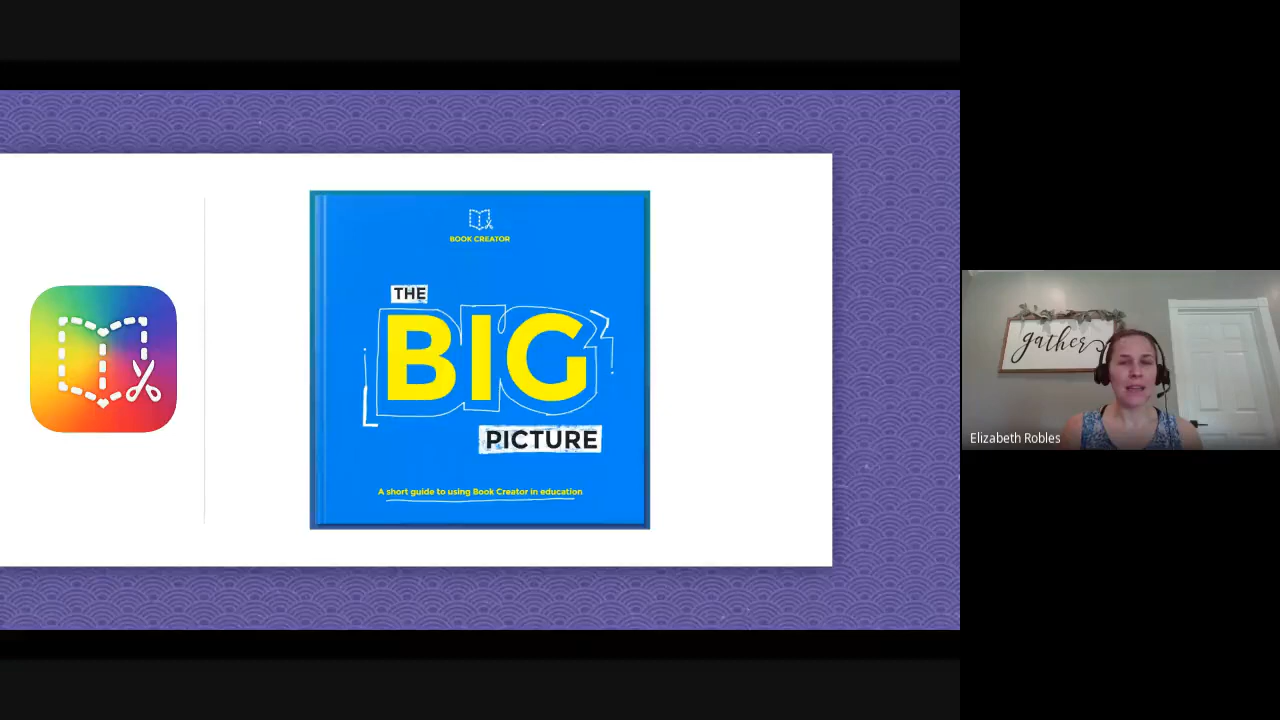 BOOK CREATOR
THE
BIG
PICTURE
A short guide to using Book Creator in education
gather
Elizabeth Robles